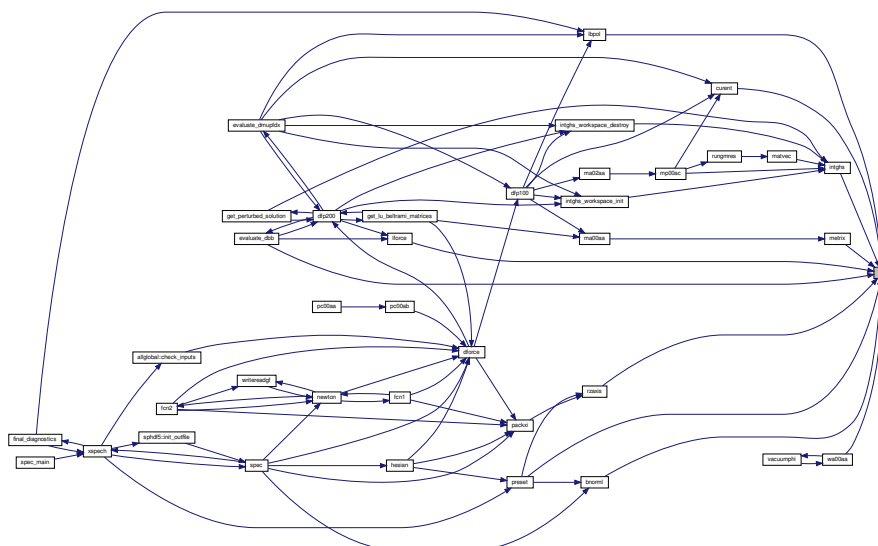 lbpol
curent
evaluate_dmupfdx
intghs_workspace_destroy
rungmres
matvec
intghs
ma02aa
mp00ac
dfp100
intghs_workspace_init
get_perturbed_solution
dfp200
get_lu_beltrami_matrices
evaluate_dbb
lforce
ma00aa
metrix
pc00aa
pc00ab
allglobal::check_inputs
dforce
writereadgf
rzaxis
newton
fcn1
fcn2
packxi
final_diagnostics
sphdf5::init_outfile
xspech
spec_main
spec
hesian
vacuumphi
wa00aa
preset
bnorml